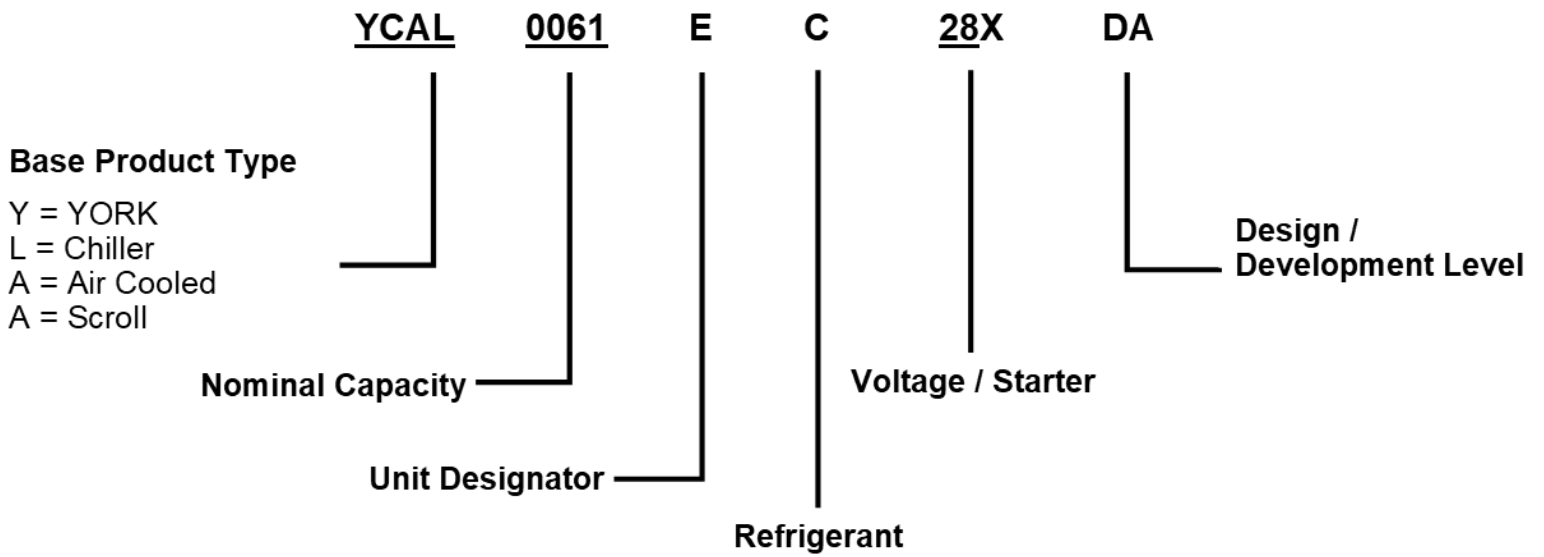 YCAL 0061 E C 28X DA
Base Product Type
Y = YORK
L = Chiller
A = Air Cooled
A = Scroll
Design /
Development Level
Nominal Capacity
Voltage / Starter
Unit Designator
Refrigerant